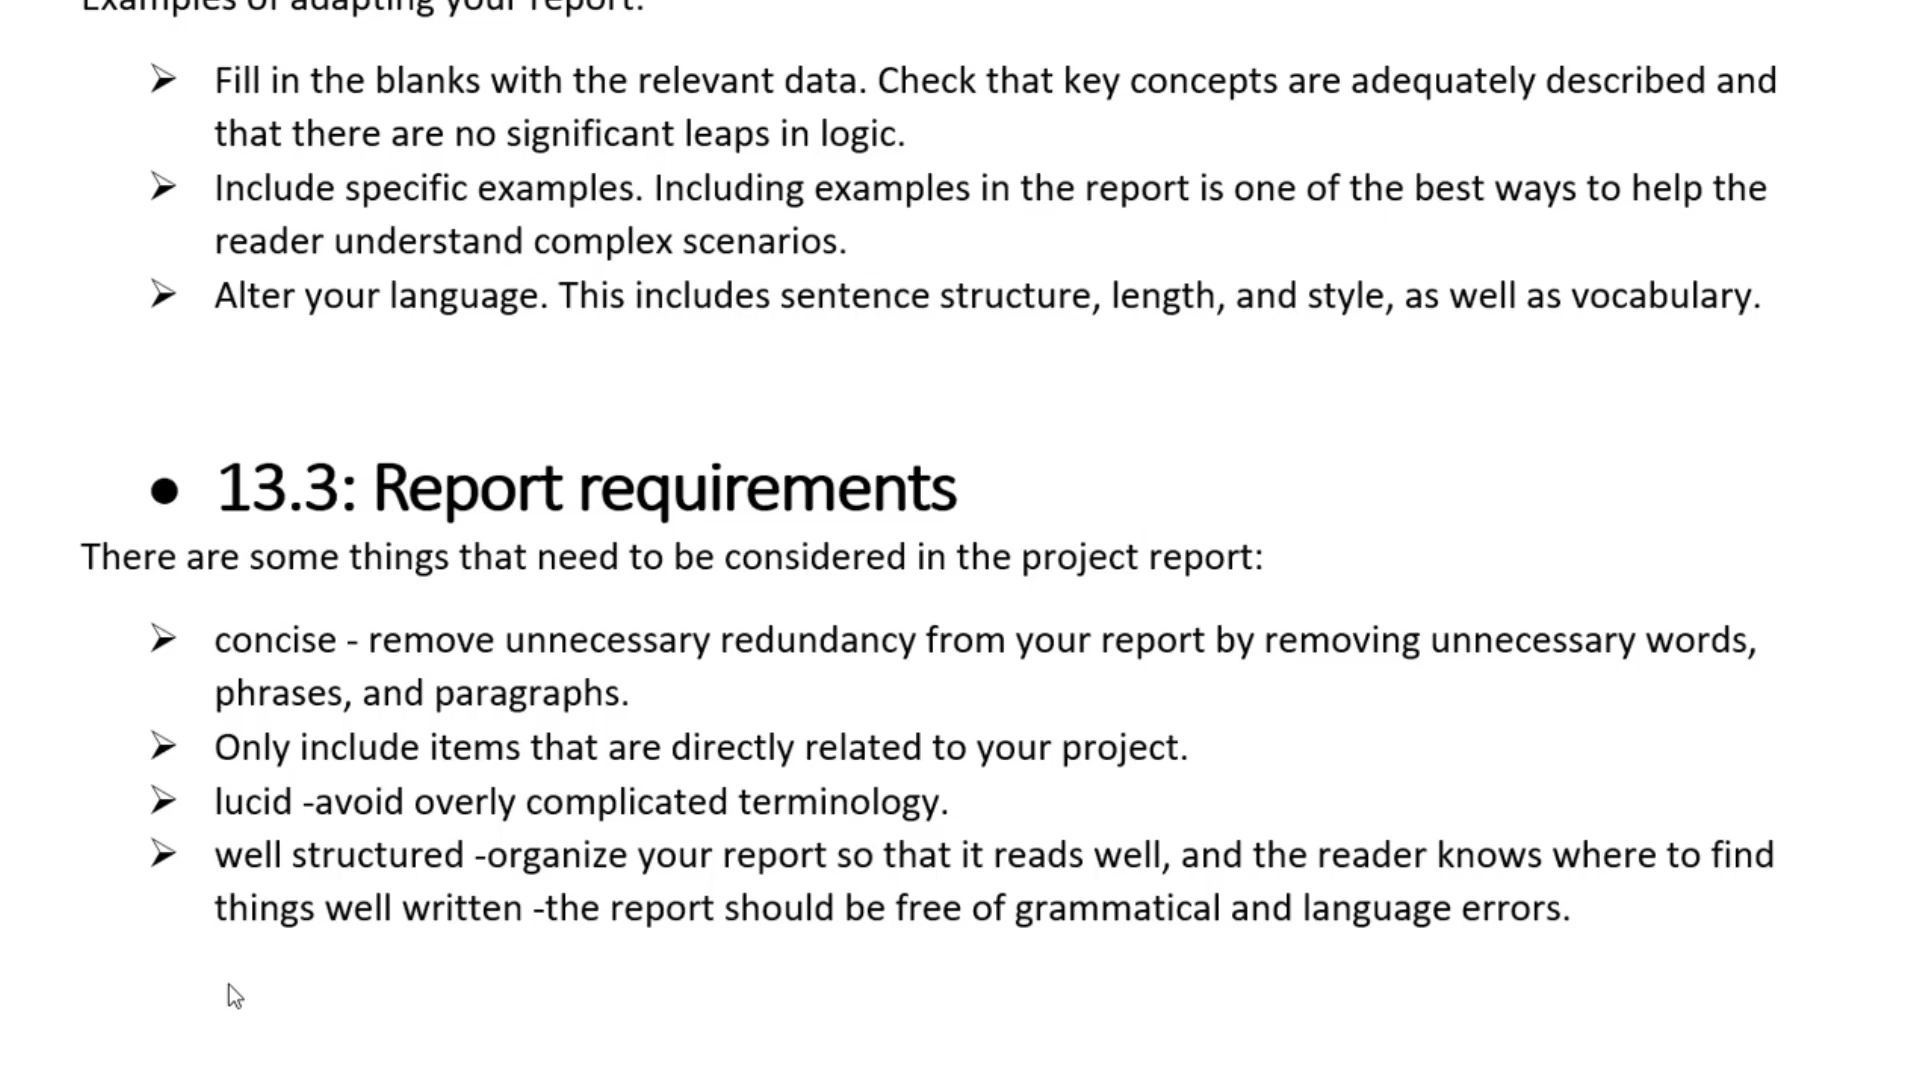 Examples of adapting your report:
➢ Fill in the blanks with the relevant data. Check that key concepts are adequately described and
that there are no significant leaps in logic.
➢ Include specific examples. Including examples in the report is one of the best ways to help the
reader understand complex scenarios.
➢ Alter your language. This includes sentence structure, length, and style, as well as vocabulary.
• 13.3: Report requirements
There are some things that need to be considered in the project report:
➢ concise - remove unnecessary redundancy from your report by removing unnecessary words,
phrases, and paragraphs.
➢ Only include items that are directly related to your project.
➢ lucid -avoid overly complicated terminology.
➢ well structured -organize your report so that it reads well, and the reader knows where to find
things well written -the report should be free of grammatical and language errors.